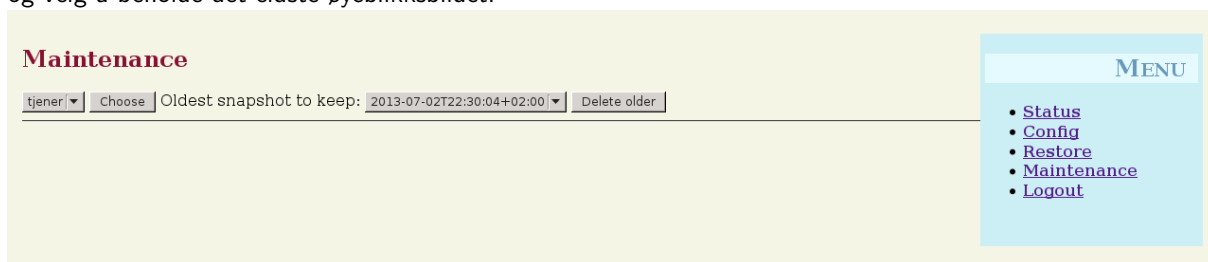 og velg å beholde det eldste øyeblikksbildet.
Maintenance
tjener Choose Oldest snapshot to keep: 2013-07-02T22:30:04+02:00 Delete older
MENU
Status
Config
Restore
Maintenance
Logout